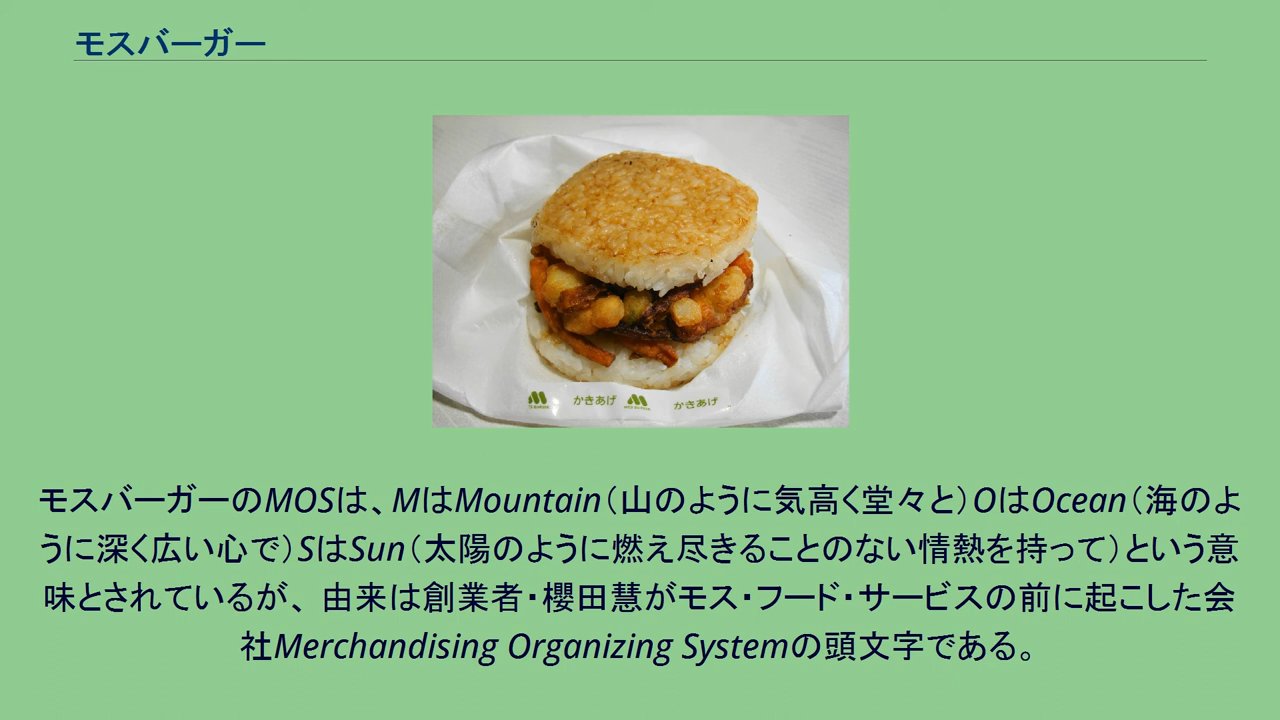 モスバーガー
かきあげ かきあげ
モスバーガーのMOSは、MはMountain（山のように気高く堂々と）OはOcean（海のよ
うに深く広い心で）SはSun（太陽のように燃え尽きることのない情熱を持って）という意
味とされているが、由来は創業者・櫻田慧がモス・フード・サービスの前に起こした会
社Merchandising Organizing Systemの頭文字である。